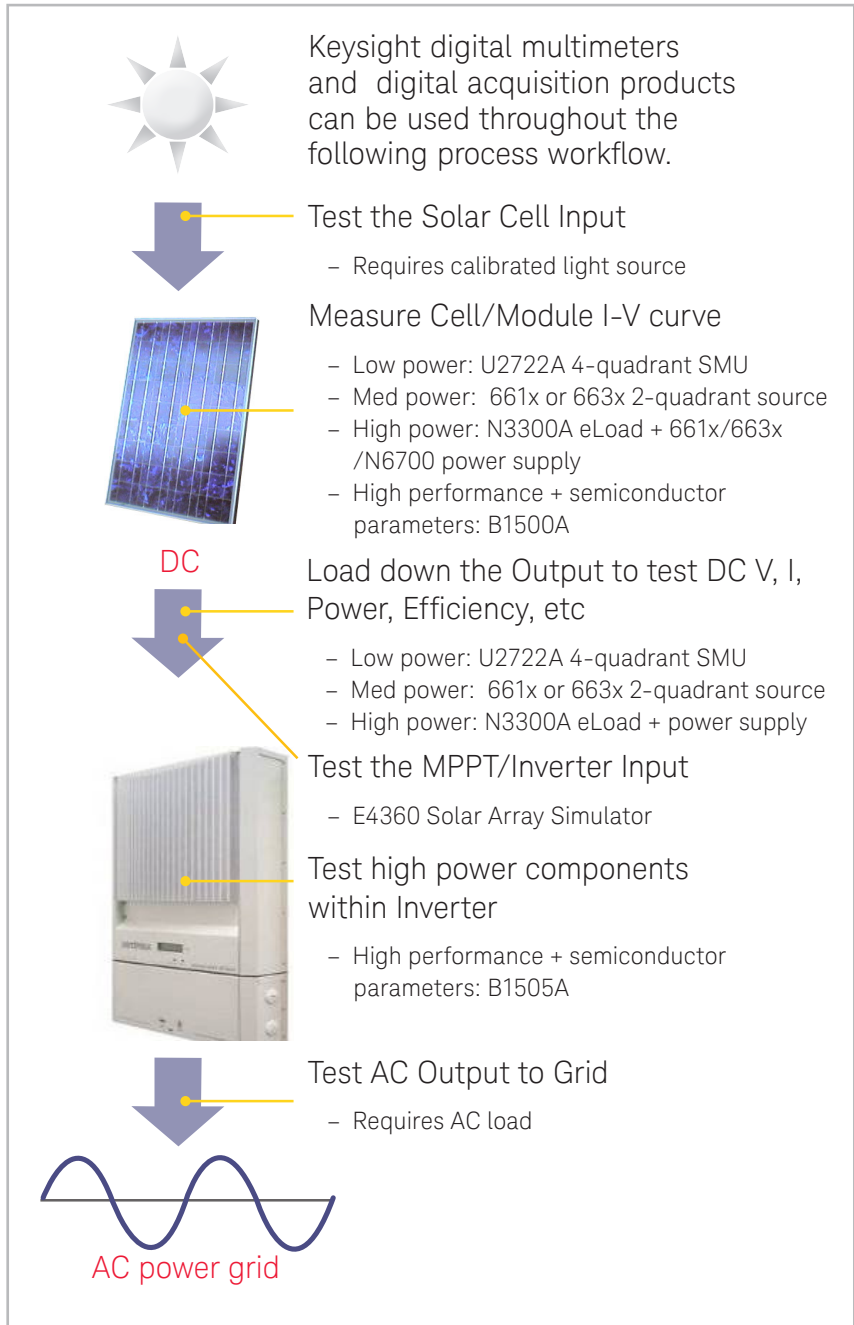 Keysight digital multimeters
and digital acquisition products
can be used throughout the
following process workflow.
Test the Solar Cell Input
– Requires calibrated light source
Measure Cell/Module I-V curve
– Low power: U2722A 4-quadrant SMU
– Med power: 661x or 663x 2-quadrant source
– High power: N3300A eLoad + 661x/663x
/N6700 power supply
– High performance + semiconductor
parameters: B1500A
DC
Load down the Output to test DC V, I,
Power, Efficiency, etc
– Low power: U2722A 4-quadrant SMU
– Med power: 661x or 663x 2-quadrant source
– High power: N3300A eLoad + power supply
Test the MPPT/Inverter Input
– E4360 Solar Array Simulator
Test high power components
within Inverter
– High performance + semiconductor
parameters: B1505A
Test AC Output to Grid
– Requires AC load
AC power grid